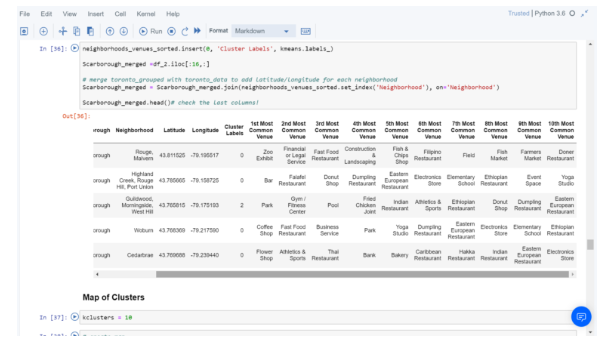 File Edit View Insert Cell Kernel Help
Trusted | Python 3.6
Run Format Markdown
In [36]:
neighborhoods_venues_sorted.insert(0, 'Cluster Labels', kmeans.labels_)
Scarborough_merged =df_2.iloc[:16,:]
# merge toronto_grouped with toronto_data to add latitude/longitude for each neighborhood
Scarborough_merged = Scarborough_merged.join(neighborhoods_venues_sorted.set_index('Neighborhood'), on='Neighborhood')
Scarborough_merged.head()# check the last columns!
Out[36]:
orough Neighborhood Latitude Longitude Cluster Labels 1st Most Common Venue 2nd Most Common Venue 3rd Most Common Venue 4th Most Common Venue 5th Most Common Venue 6th Most Common Venue 7th Most Common Venue 8th Most Common Venue 9th Most Common Venue 10th Most Common Venue
orough Rouge, Malvern 43.811525 -79.195517 0 Zoo Exhibit Financial or Legal Service Fast Food Restaurant Construction & Landscaping Fish & Chips Shop Filipino Restaurant Field Fish Market Farmers Market Doner Restaurant
orough Highland Creek, Rouge Hill, Port Union 43.785665 -79.158725 0 Bar Falafel Restaurant Donut Shop Dumpling Restaurant Eastern European Restaurant Electronics Store Elementary School Ethiopian Restaurant Event Space Yoga Studio
orough Guildwood, Morningside, West Hill 43.765815 -79.175193 2 Park Gym / Fitness Center Pool Fried Chicken Joint Indian Restaurant Athletics & Sports Ethiopian Restaurant Donut Shop Dumpling Restaurant Eastern European Restaurant
orough Woburn 43.768369 -79.217590 0 Coffee Shop Fast Food Restaurant Business Service Park Yoga Studio Dumpling Restaurant Eastern European Restaurant Electronics Store Elementary School Ethiopian Restaurant
orough Cedarbrae 43.769688 -79.239440 0 Flower Shop Athletics & Sports Thai Restaurant Bank Bakery Caribbean Restaurant Hakka Restaurant Indian Restaurant Eastern European Restaurant Electronics Store
Map of Clusters
In [37]:
kclusters = 10